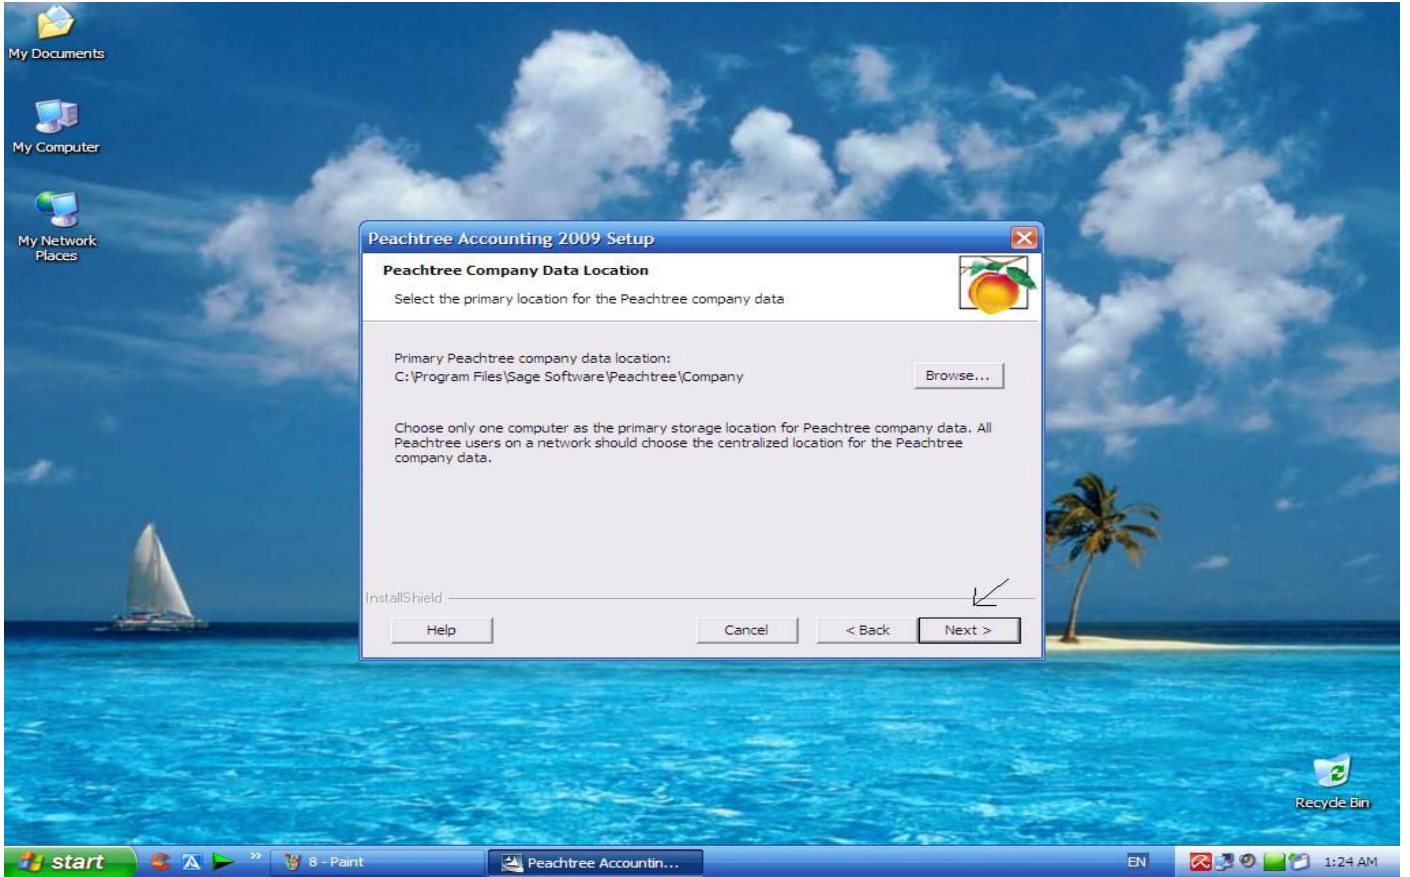 My Documents
My Computer
My Network
Places
Peachtree Accounting 2009 Setup
Peachtree Company Data Location
Select the primary location for the Peachtree company data
Primary Peachtree company data location:
C:\Program Files\Sage Software\Peachtree\Company
Browse...
Choose only one computer as the primary storage location for Peachtree company data. All
Peachtree users on a network should choose the centralized location for the Peachtree
company data.
InstallShield
Help
Cancel
< Back
Next >
Recycle Bin
start
8 - Paint
Peachtree Accountin...
EN
1:24 AM